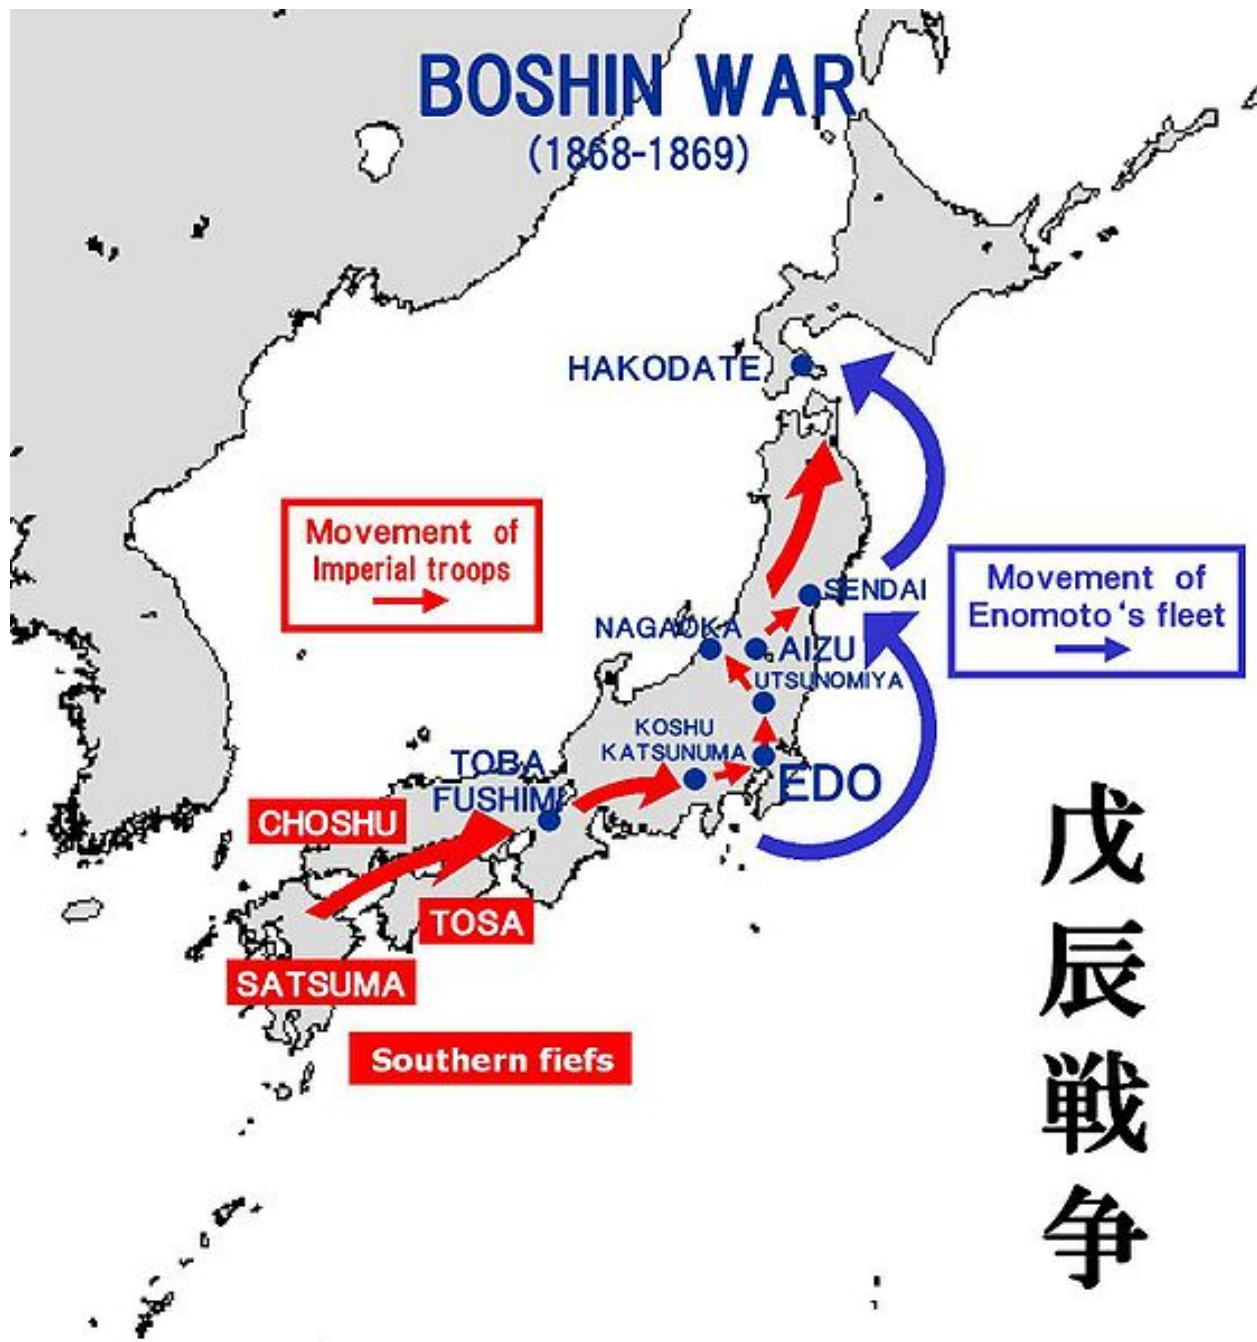 BOSHIN WAR
(1868-1869)
HAKODATE
Movement of
Imperial troops
SENDAI
Movement of
Enomoto‘s fleet
NAGAOKA
AIZU
UTSUNOMIYA
KOSHU
KATSUNUMA
TOBA
FUSHIMI
EDO
CHOSHU
TOSA
SATSUMA
Southern fiefs
戊辰戦争